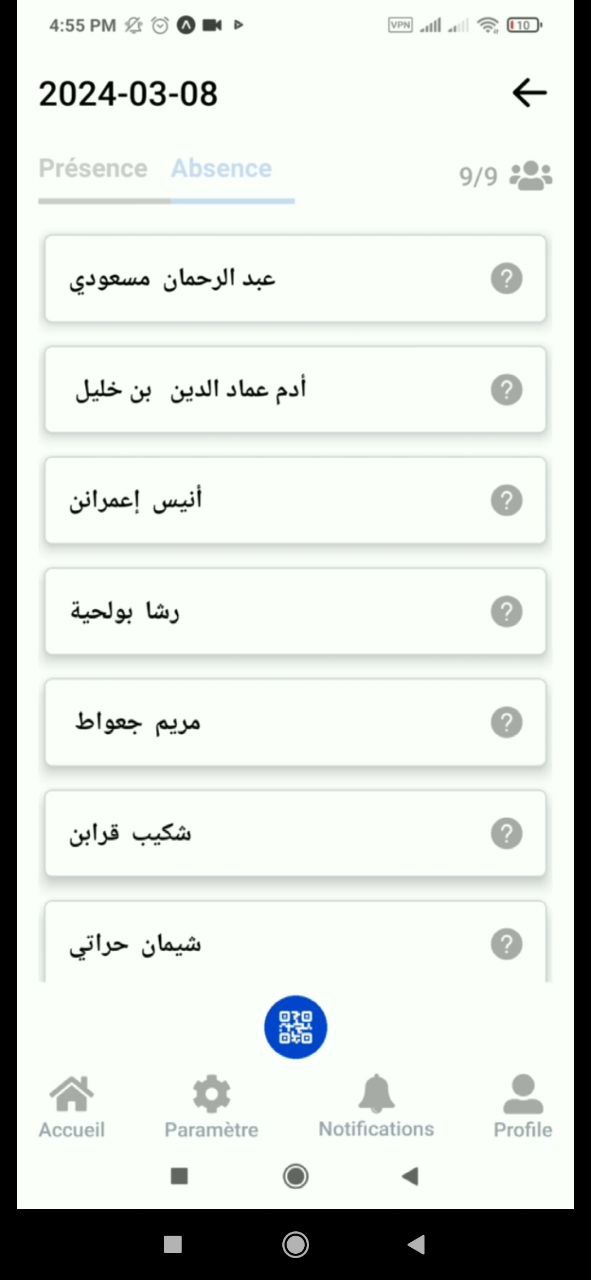 4:55 PM
VPN
10
2024-03-08
Présence Absence
9/9
عبد الرحمان مسعودي
?
أدم عماد الدين بن خليل
?
أنيس إعمرانن
?
رشا بولحية
?
مريم جعواط
?
شكيب قرابن
?
شيمان حراتي
?
Accueil Paramètre Notifications Profile